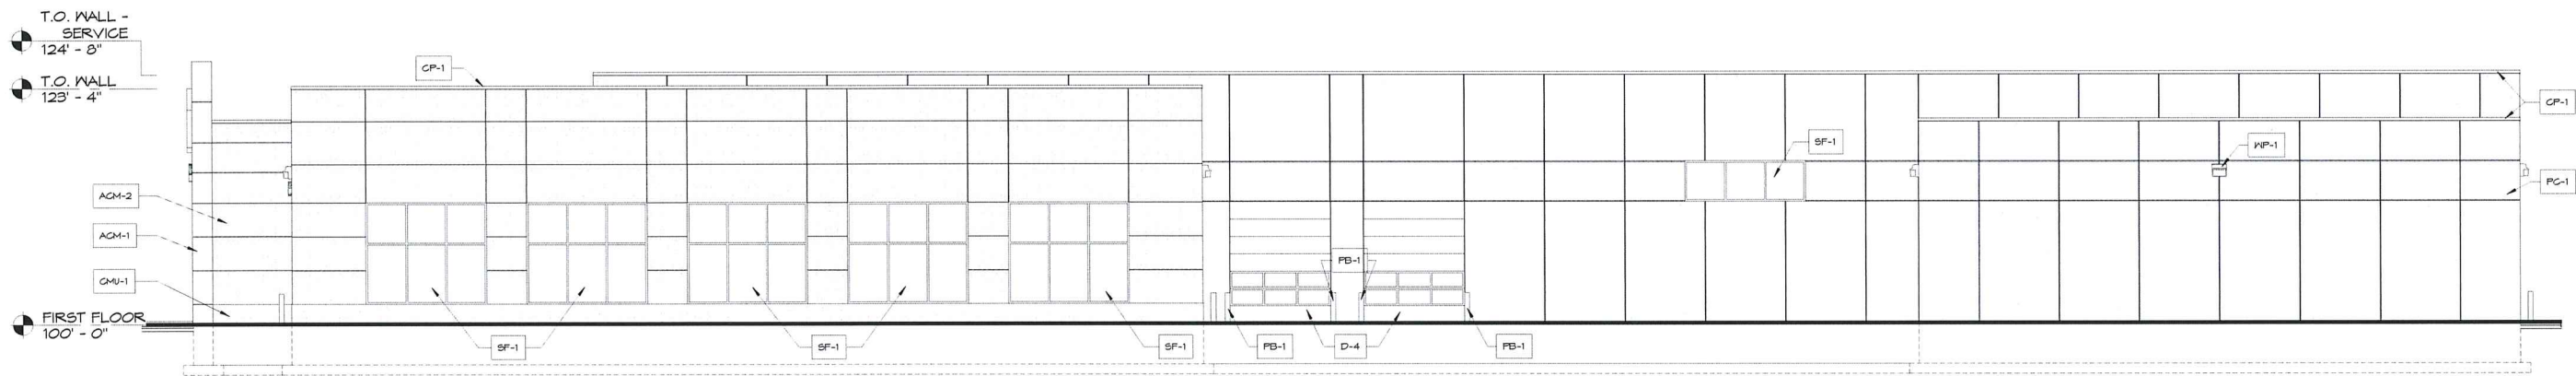 T.O. WALL -
SERVICE
124' - 8"
T.O. WALL
123' - 4"
CP-1
CP-1
SF-1
WP-1
PC-1
ACM-2
ACM-1
CMU-1
PB-1
FIRST FLOOR
100' - 0"
SF-1
SF-1
SF-1
PB-1
D-4
PB-1